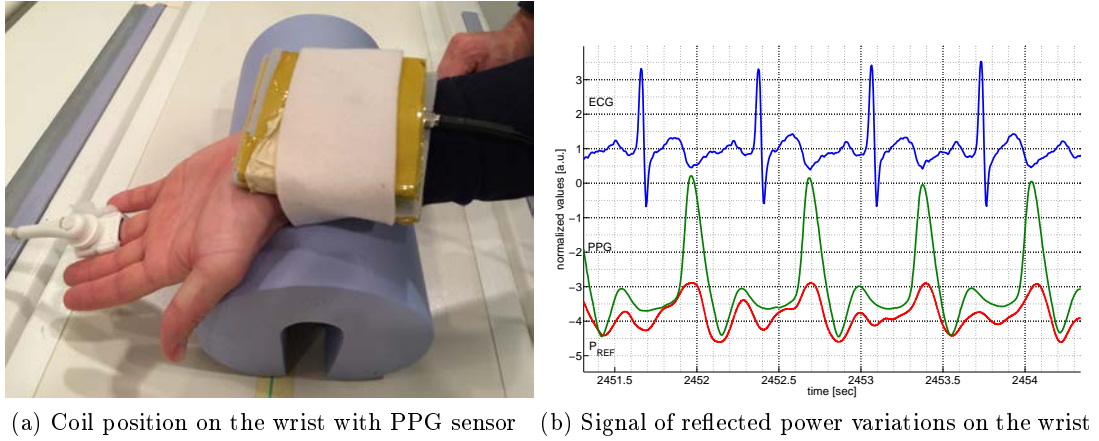 3
2
1
0
−1
−2
−3
−4
−5
normalized values [a.u.]
ECG
PPG
P_REF
2451.5 2452 2452.5 2453 2453.5 2454
time [sec]
(a) Coil position on the wrist with PPG sensor
(b) Signal of reflected power variations on the wrist